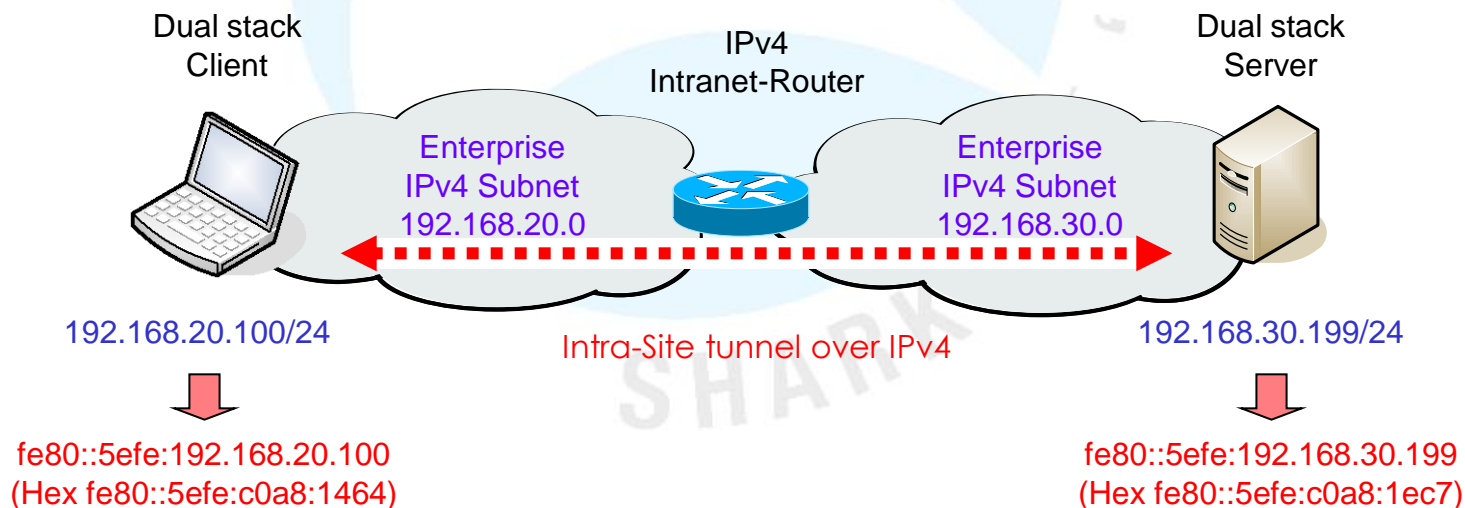 Dual stack
Client
IPv4
Intranet-Router
Dual stack
Server
Enterprise
IPv4 Subnet
192.168.20.0
Enterprise
IPv4 Subnet
192.168.30.0
192.168.20.100/24
Intra-Site tunnel over IPv4
192.168.30.199/24
SHARK
fe80::5efe:192.168.20.100
(Hex fe80::5efe:c0a8:1464)
fe80::5efe:192.168.30.199
(Hex fe80::5efe:c0a8:1ec7)